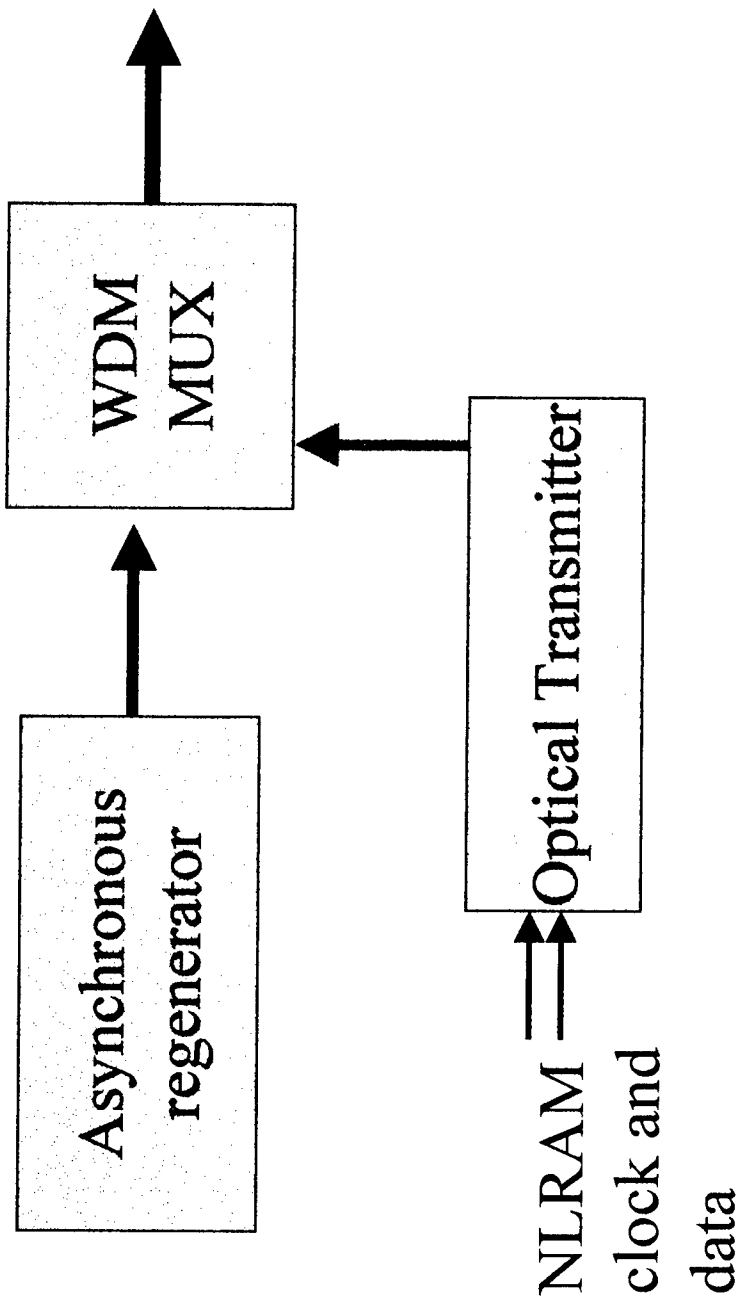 Asynchronous
regenerator
WDM
MUX
NLRAM
clock and
data
Optical Transmitter